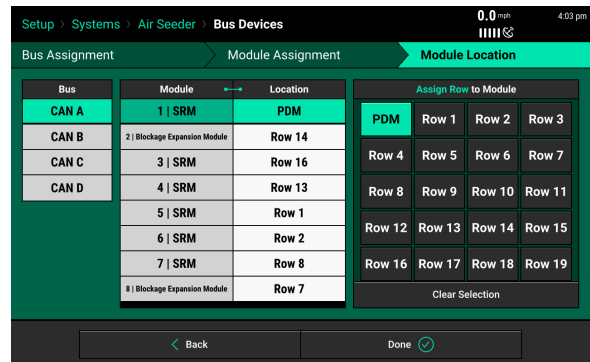 Setup > Systems > Air Seeder > Bus Devices
0.0 mph
4:03 pm
Bus Assignment
Module Assignment
Module Location
Bus
CAN A
CAN B
CAN C
CAN D
Module Location
1 | SRM PDM
2 | Blockage Expansion Module Row 14
3 | SRM Row 16
4 | SRM Row 13
5 | SRM Row 1
6 | SRM Row 2
7 | SRM Row 8
8 | Blockage Expansion Module Row 7
Assign Row to Module
PDM Row 1 Row 2 Row 3
Row 4 Row 5 Row 6 Row 7
Row 8 Row 9 Row 10 Row 11
Row 12 Row 13 Row 14 Row 15
Row 16 Row 17 Row 18 Row 19
Clear Selection
Back
Done